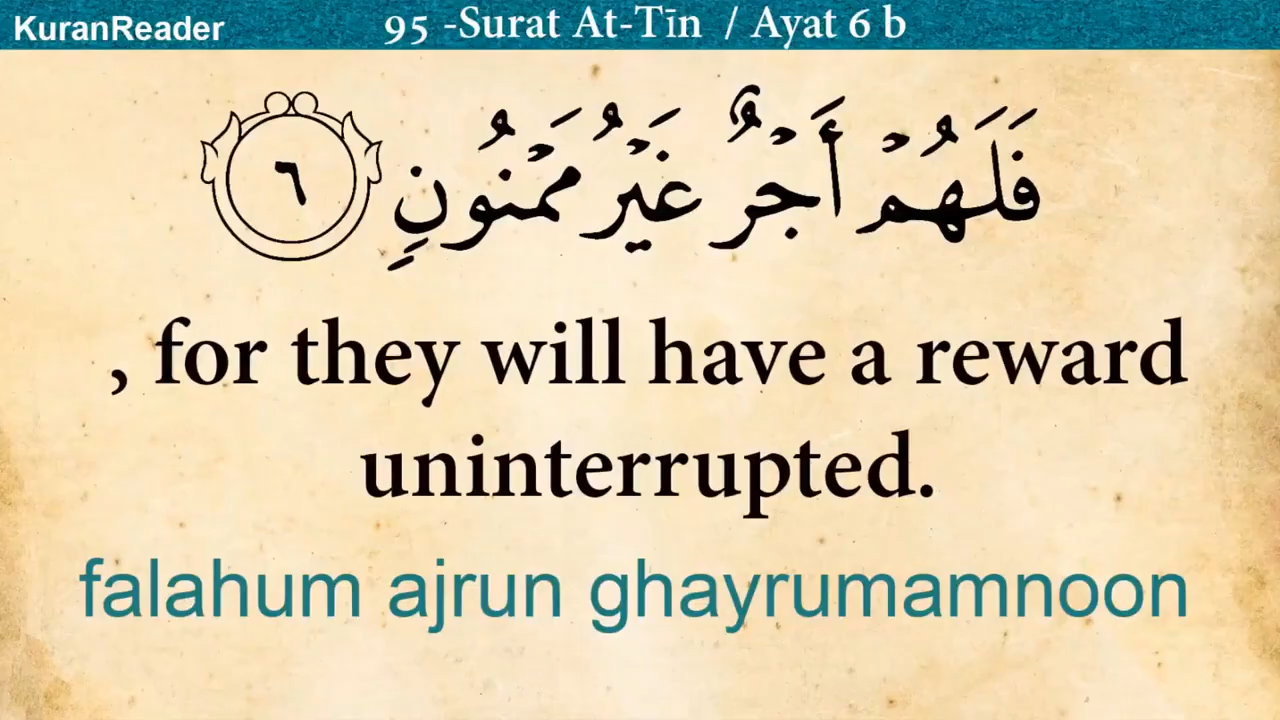 KuranReader
95 -Surat At-Tīn / Ayat 6 b
فَلَهُمۡ أَجۡرٌ غَيۡرُ مَمۡنُونٖ ٦
, for they will have a reward
uninterrupted.
falahum ajrun ghayrumamnoon